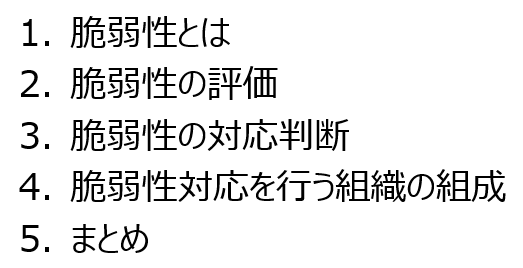 1. 脆弱性とは
2. 脆弱性の評価
3. 脆弱性の対応判断
4. 脆弱性対応を行う組織の組成
5. まとめ